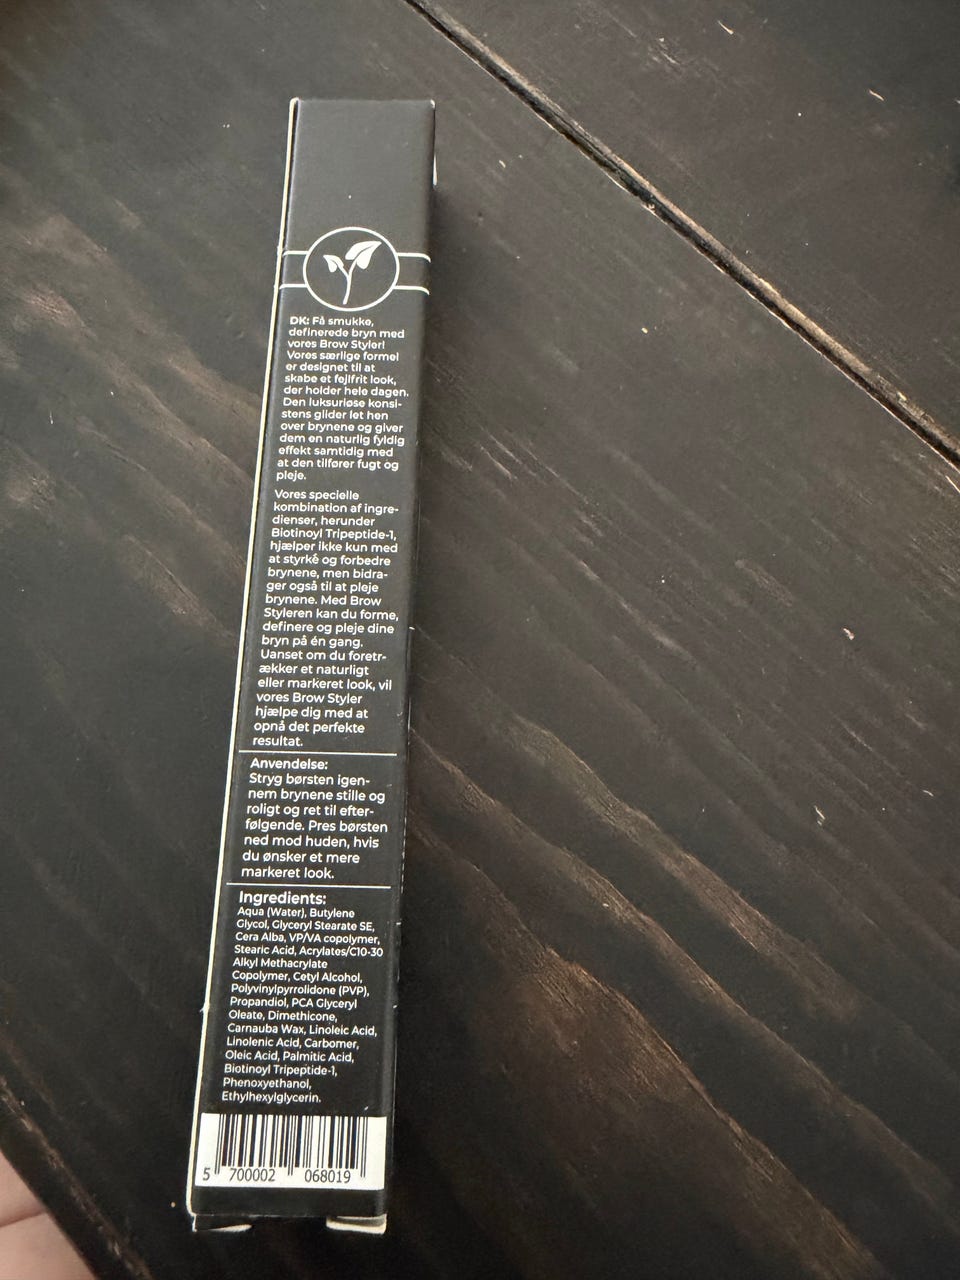 DK: Få smukke,
definerede bryn med
vores Brow Styler!
Vores særlige formel
er designet til at
skabe et fejlfrit look,
der holder hele dagen.
Den luksuriøse konsi-
stens glider let hen
over brynene og giver
dem en naturlig fyldig
effekt samtidig med
at den tilfører fugt og
pleje.
Vores specielle
kombination af ingre-
dienser, herunder
Biotinoyl Tripeptide-1,
hjælper ikke kun med
at styrke og forbedre
brynene, men bidra-
ger også til at pleje
brynene. Med Brow
Styleren kan du forme,
definere og pleje dine
bryn på én gang.
Uanset om du foretr-
ækker et naturligt
eller markeret look, vil
vores Brow Styler
hjælpe dig med at
opnå det perfekte
resultat.
Anvendelse:
Stryg børsten igen-
nem brynene stille og
roligt og ret til efter-
følgende. Pres børsten
ned mod huden, hvis
du ønsker et mere
markeret look.
Ingredients:
Aqua (Water), Butylene
Glycol, Glyceryl Stearate SE,
Cera Alba, VP/VA copolymer,
Stearic Acid, Acrylates/C10-30
Alkyl Methacrylate
Copolymer, Cetyl Alcohol,
Polyvinylpyrrolidone (PVP),
Propandiol, PCA Glyceryl
Oleate, Dimethicone,
Carnauba Wax, Linoleic Acid,
Linolenic Acid, Carbomer,
Oleic Acid, Palmitic Acid,
Biotinoyl Tripeptide-1,
Phenoxyethanol,
Ethylhexylglycerin.
5 700002 068019